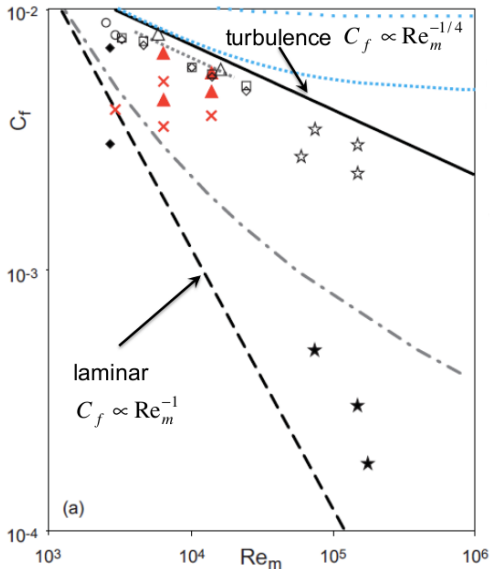 10⁻²
turbulence C_f ∝ Re_m^{-1/4}
C_f
10⁻³
laminar
C_f ∝ Re_m^{-1}
(a)
10⁻⁴
10³ 10⁴ 10⁵ 10⁶
Re_m